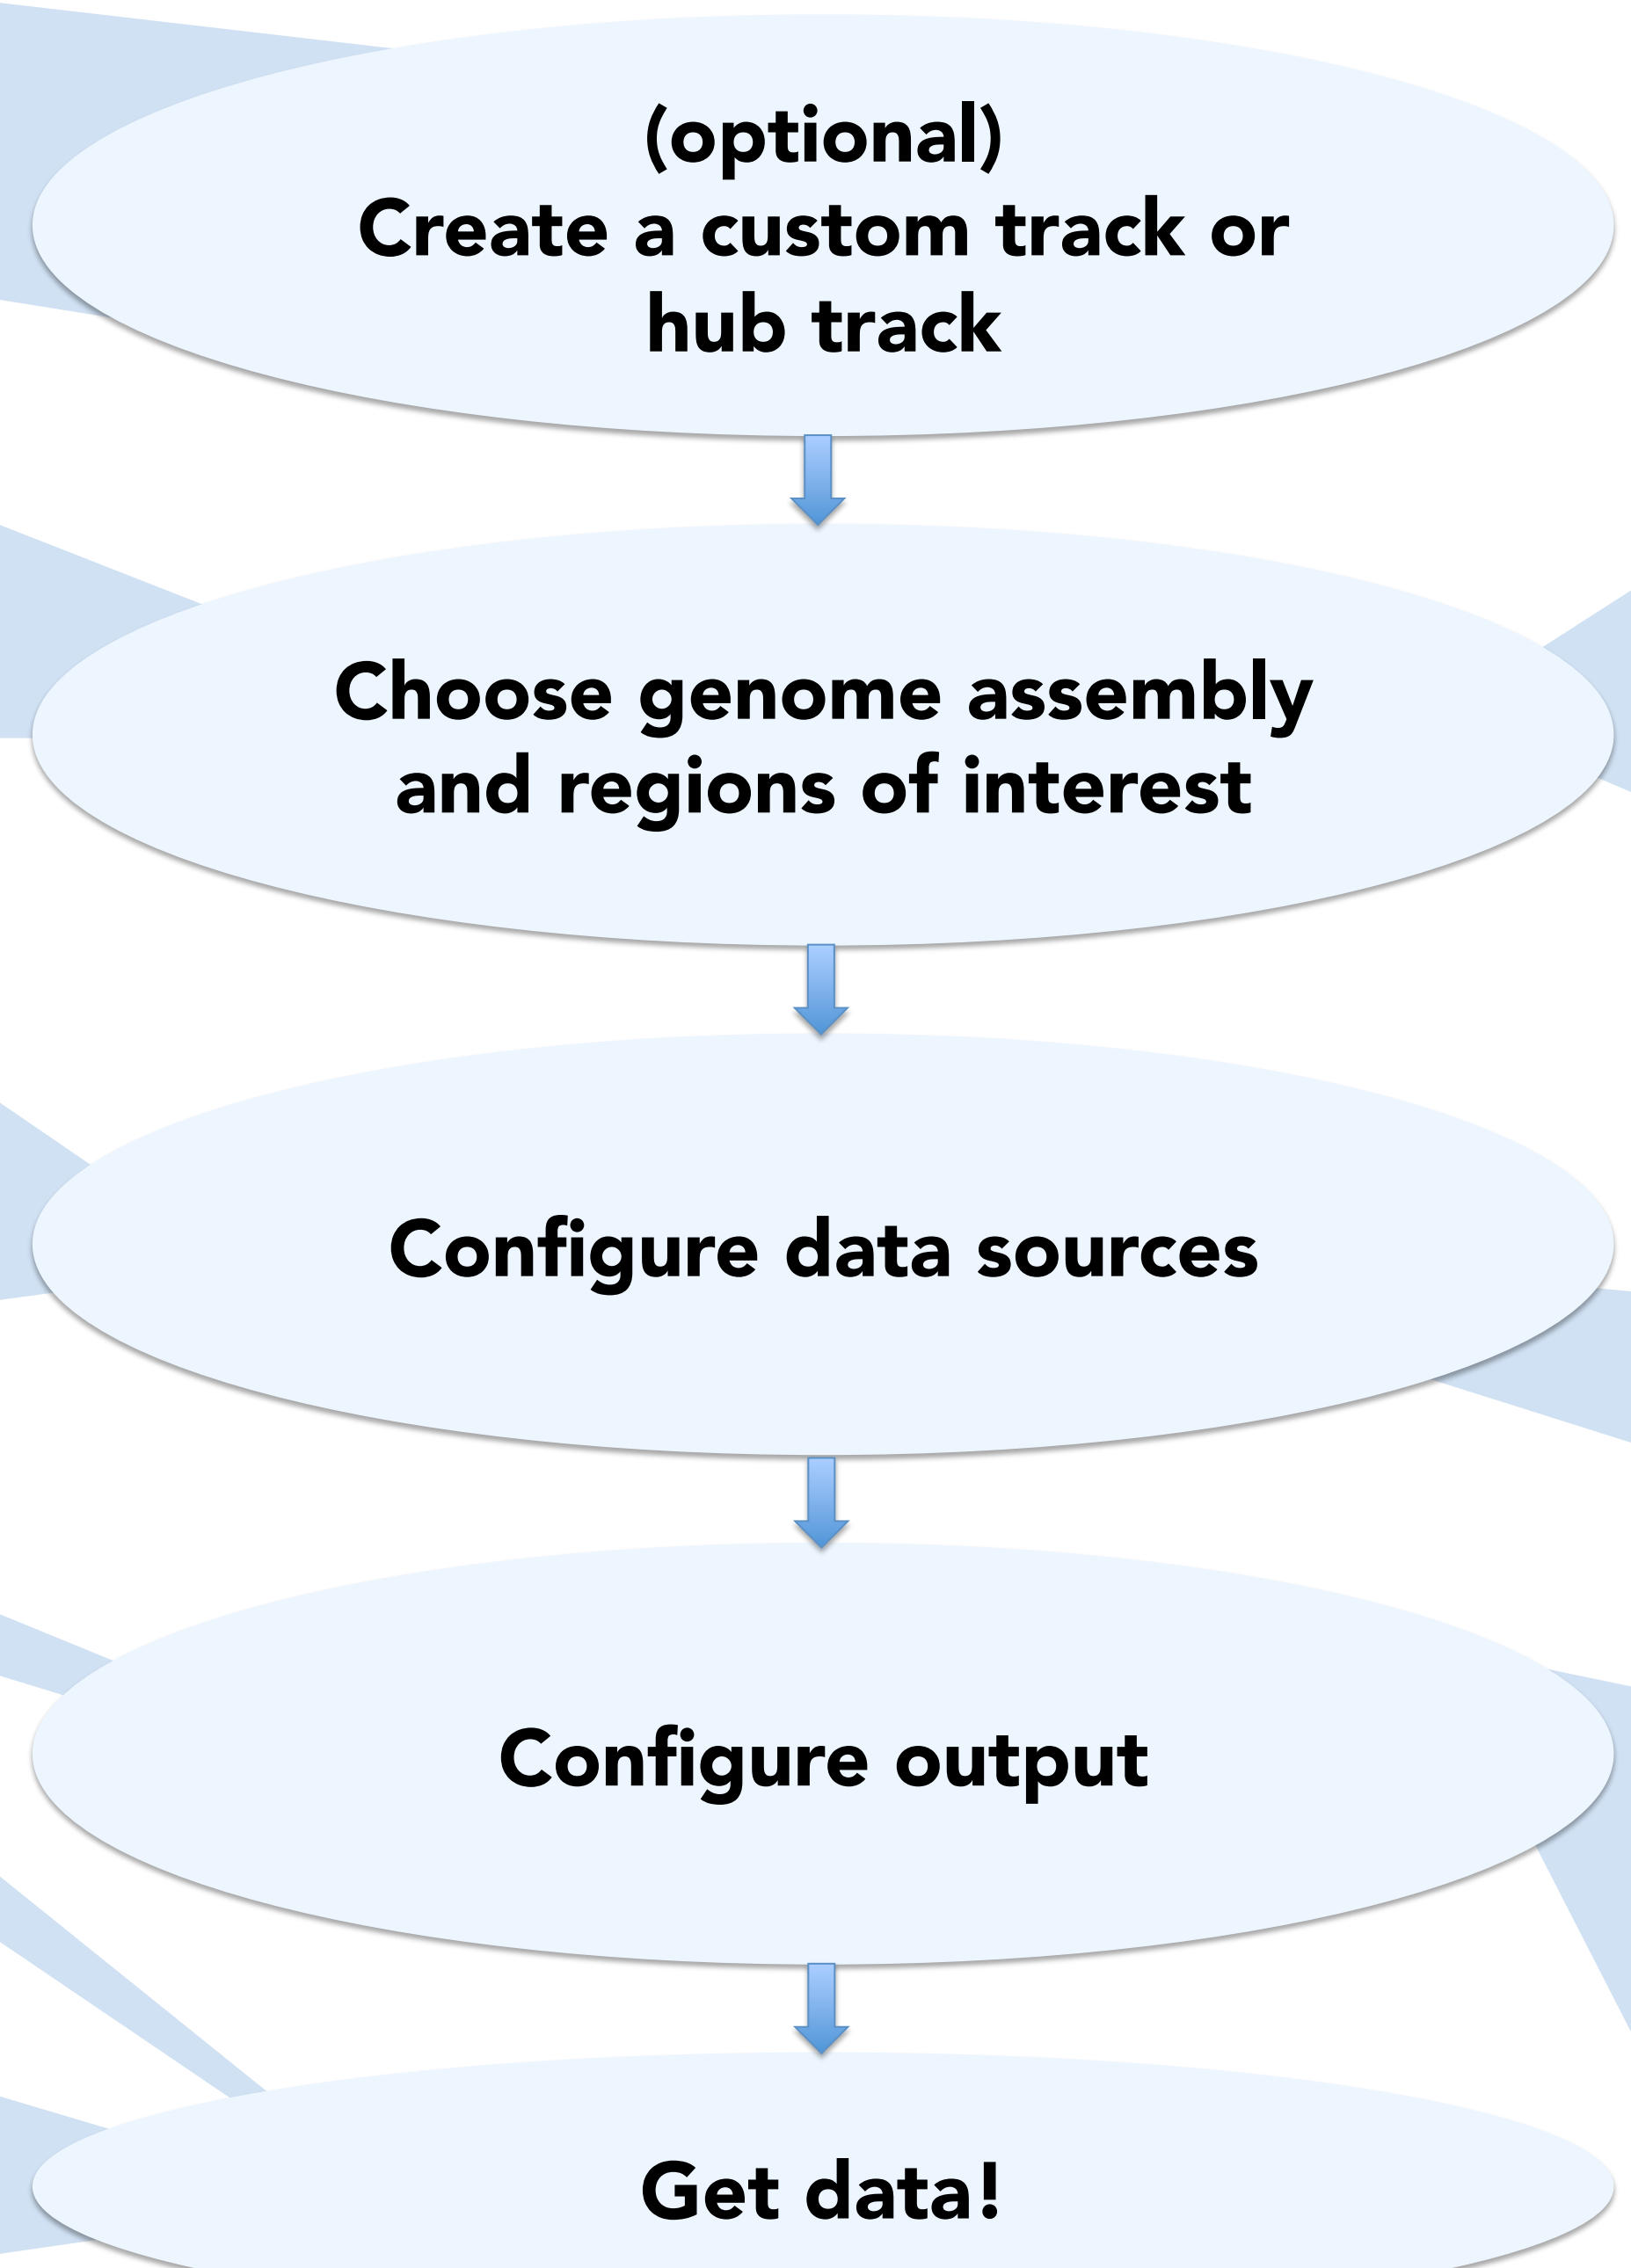 (optional)
Create a custom track or
hub track
Choose genome assembly
and regions of interest
Configure data sources
Configure output
Get data!